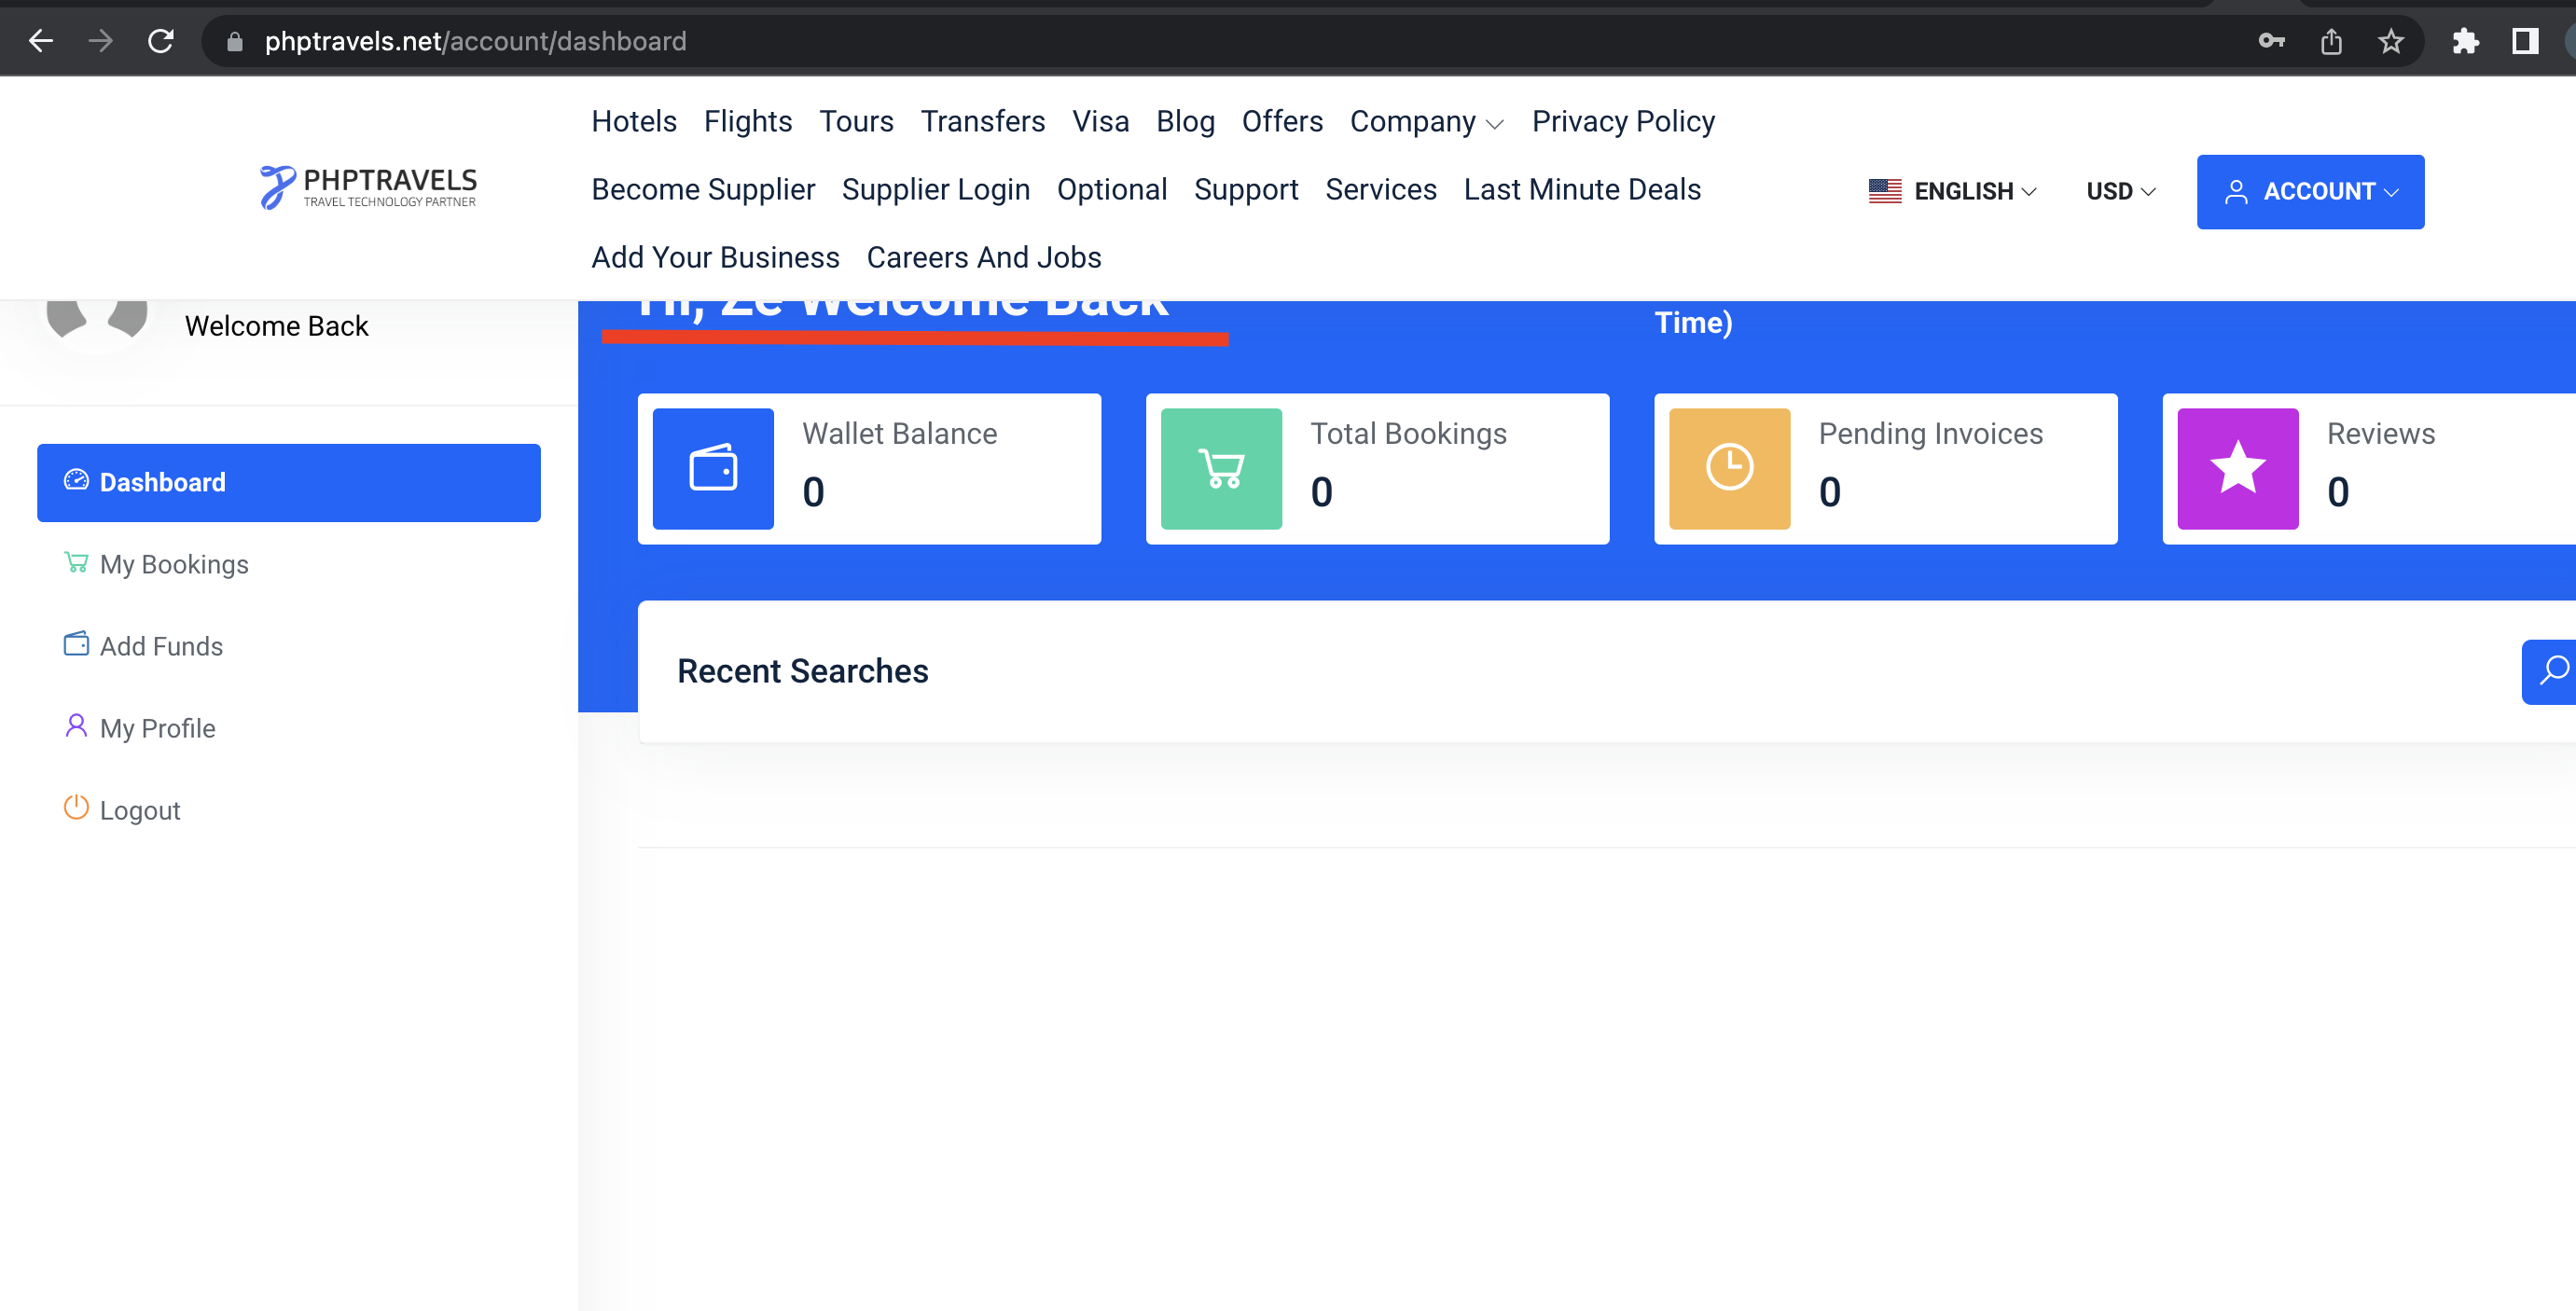 phptravels.net/account/dashboard
Hotels Flights Tours Transfers Visa Blog Offers Company Privacy Policy
PHPTRAVELS
TRAVEL TECHNOLOGY PARTNER
Become Supplier Supplier Login Optional Support Services Last Minute Deals
ENGLISH USD ACCOUNT
Add Your Business Careers And Jobs
Welcome Back
Hi, Ze Welcome Back
Time)
Dashboard
My Bookings
Add Funds
My Profile
Logout
Wallet Balance
0
Total Bookings
0
Pending Invoices
0
Reviews
0
Recent Searches